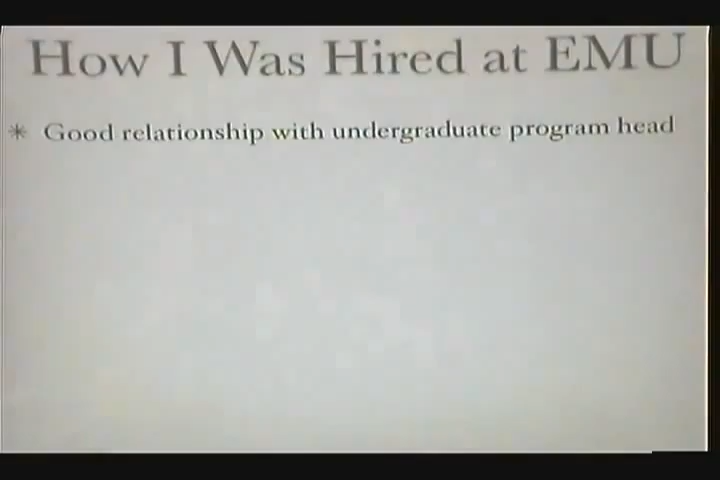 How I Was Hired at EMU
* Good relationship with undergraduate program head